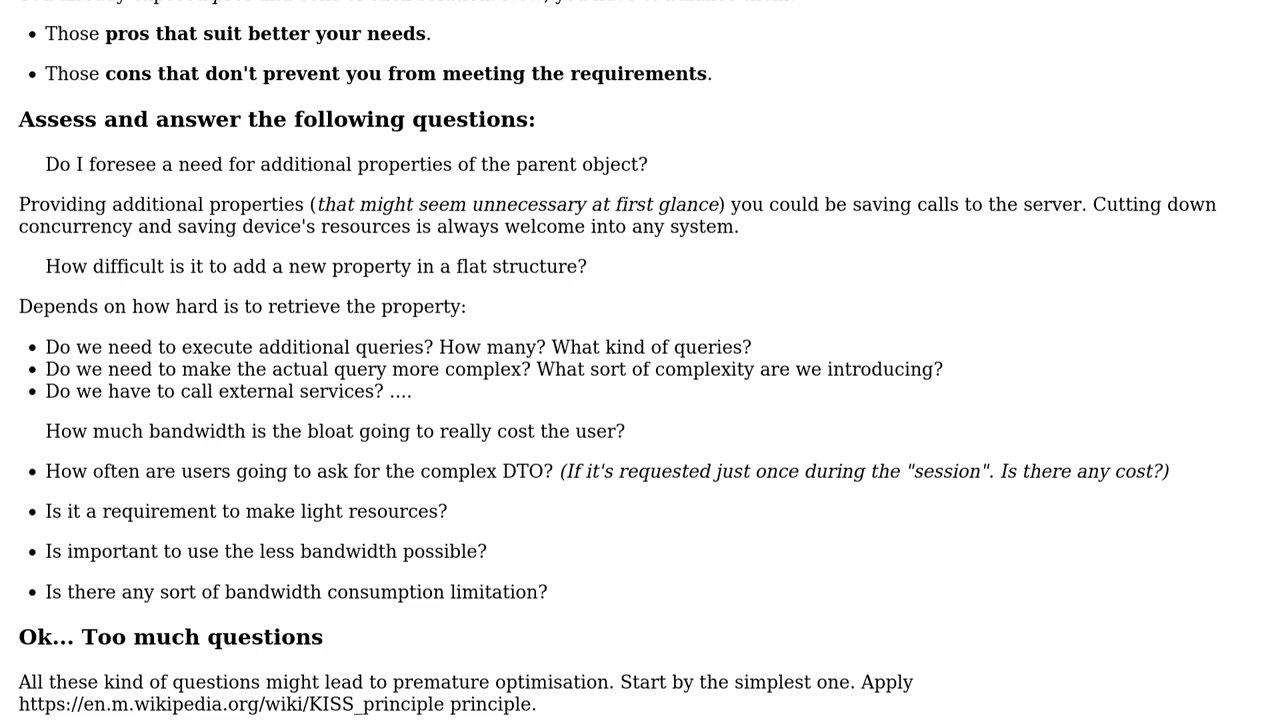 Those pros that suit better your needs.
Those cons that don't prevent you from meeting the requirements.
Assess and answer the following questions:
Do I foresee a need for additional properties of the parent object?
Providing additional properties (that might seem unnecessary at first glance) you could be saving calls to the server. Cutting down
concurrency and saving device's resources is always welcome into any system.
How difficult is it to add a new property in a flat structure?
Depends on how hard is to retrieve the property:
Do we need to execute additional queries? How many? What kind of queries?
Do we need to make the actual query more complex? What sort of complexity are we introducing?
Do we have to call external services? ....
How much bandwidth is the bloat going to really cost the user?
How often are users going to ask for the complex DTO? (If it's requested just once during the "session". Is there any cost?)
Is it a requirement to make light resources?
Is important to use the less bandwidth possible?
Is there any sort of bandwidth consumption limitation?
Ok... Too much questions
All these kind of questions might lead to premature optimisation. Start by the simplest one. Apply
https://en.m.wikipedia.org/wiki/KISS_principle principle.